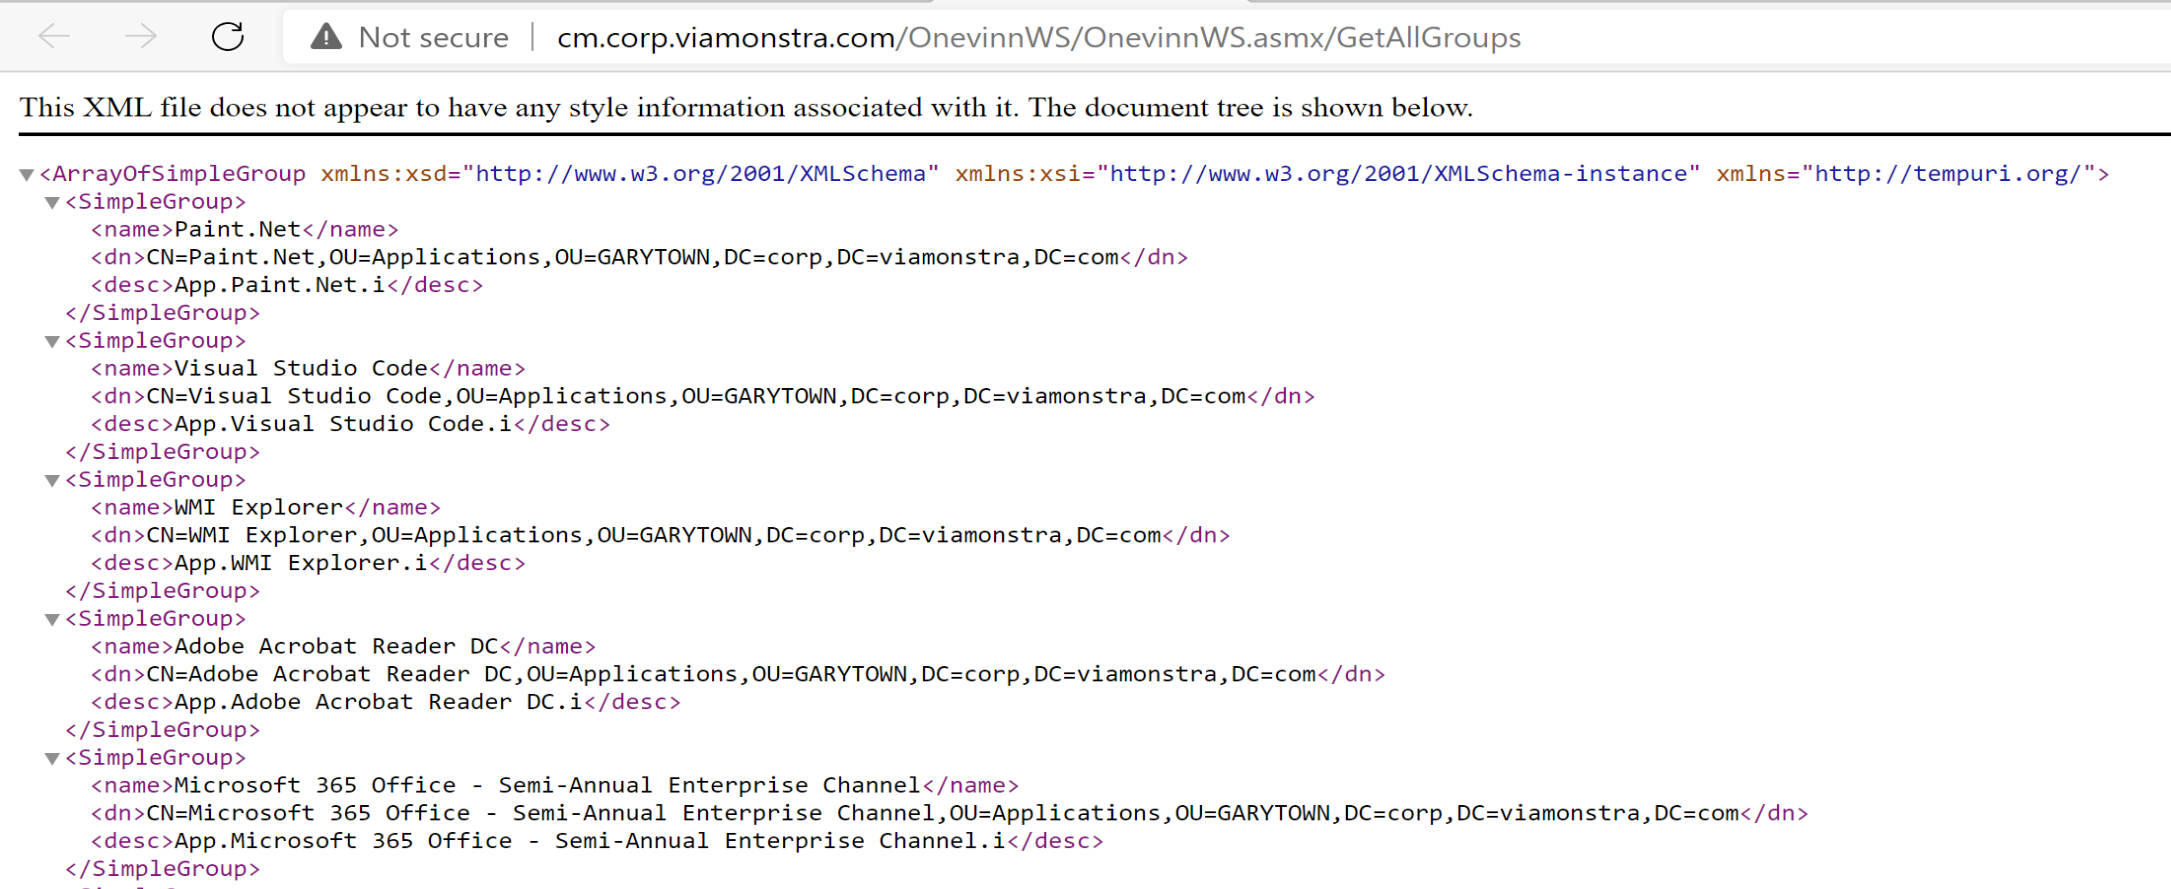 Not secure | cm.corp.viamonstra.com/OnevinnWS/OnevinnWS.asmx/GetAllGroups
This XML file does not appear to have any style information associated with it. The document tree is shown below.
<ArrayOfSimpleGroup xmlns:xsd="http://www.w3.org/2001/XMLSchema" xmlns:xsi="http://www.w3.org/2001/XMLSchema-instance" xmlns="http://tempuri.org/">
<SimpleGroup>
<name>Paint.Net</name>
<dn>CN=Paint.Net,OU=Applications,OU=GARYTOWN,DC=corp,DC=viamonstra,DC=com</dn>
<desc>App.Paint.Net.i</desc>
</SimpleGroup>
<SimpleGroup>
<name>Visual Studio Code</name>
<dn>CN=Visual Studio Code,OU=Applications,OU=GARYTOWN,DC=corp,DC=viamonstra,DC=com</dn>
<desc>App.Visual Studio Code.i</desc>
</SimpleGroup>
<SimpleGroup>
<name>WMI Explorer</name>
<dn>CN=WMI Explorer,OU=Applications,OU=GARYTOWN,DC=corp,DC=viamonstra,DC=com</dn>
<desc>App.WMI Explorer.i</desc>
</SimpleGroup>
<SimpleGroup>
<name>Adobe Acrobat Reader DC</name>
<dn>CN=Adobe Acrobat Reader DC,OU=Applications,OU=GARYTOWN,DC=corp,DC=viamonstra,DC=com</dn>
<desc>App.Adobe Acrobat Reader DC.i</desc>
</SimpleGroup>
<SimpleGroup>
<name>Microsoft 365 Office - Semi-Annual Enterprise Channel</name>
<dn>CN=Microsoft 365 Office - Semi-Annual Enterprise Channel,OU=Applications,OU=GARYTOWN,DC=corp,DC=viamonstra,DC=com</dn>
<desc>App.Microsoft 365 Office - Semi-Annual Enterprise Channel.i</desc>
</SimpleGroup>